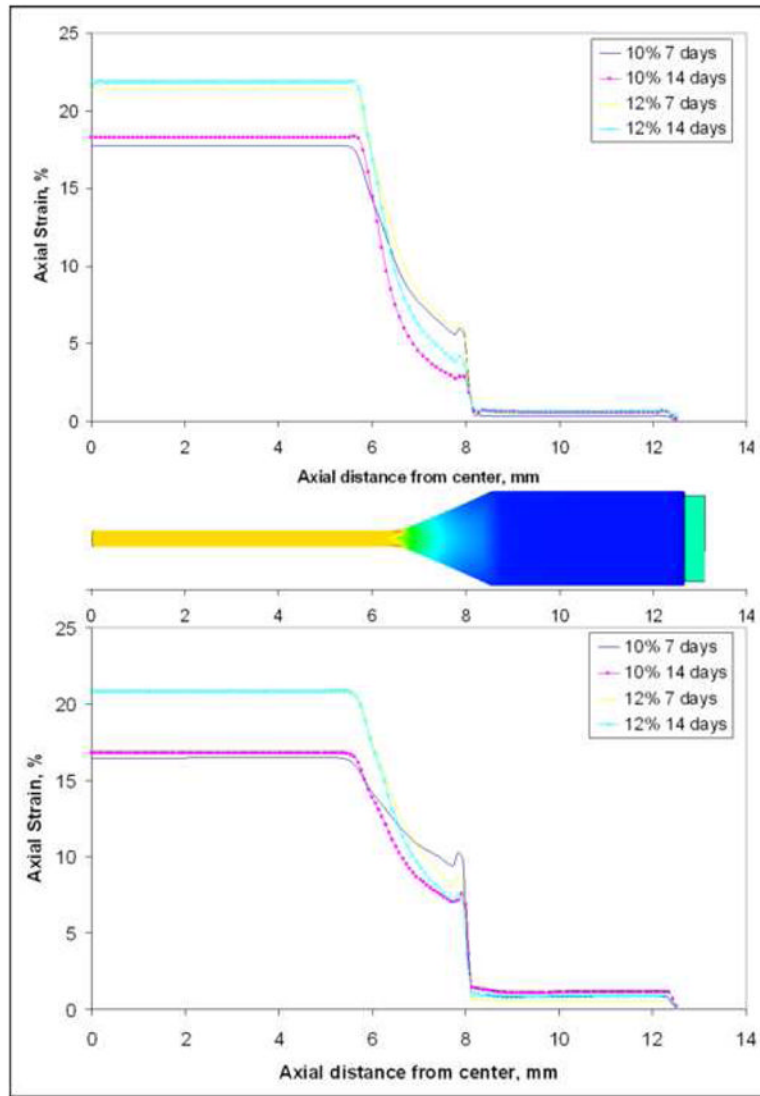 25
20
15
10
5
0
Axial Strain, %
10% 7 days
10% 14 days
12% 7 days
12% 14 days
0 2 4 6 8 10 12 14
Axial distance from center, mm
0 2 4 6 8 10 12 14
25
20
15
10
5
0
Axial Strain, %
10% 7 days
10% 14 days
12% 7 days
12% 14 days
0 2 4 6 8 10 12 14
Axial distance from center, mm